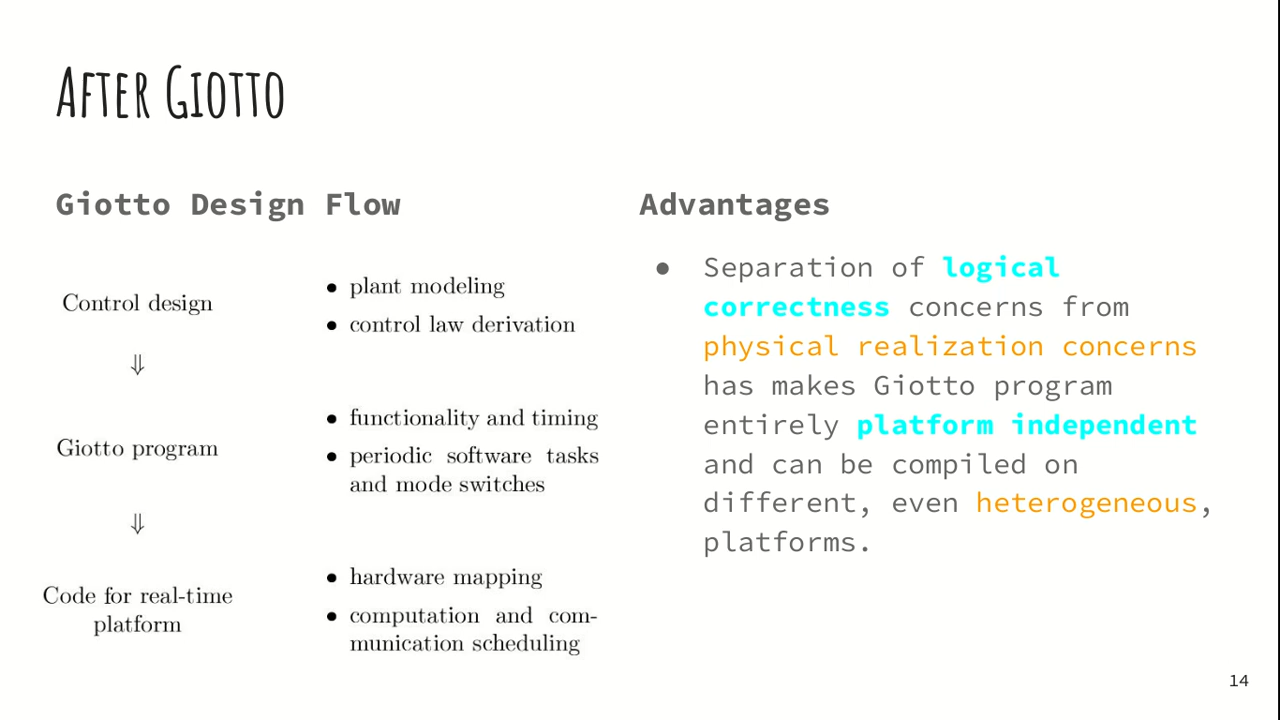 After Giotto
Giotto Design Flow
Control design
• plant modeling
• control law derivation
⇓
Giotto program
• functionality and timing
• periodic software tasks
and mode switches
⇓
Code for real-time
platform
• hardware mapping
• computation and com-
munication scheduling
Advantages
● Separation of logical
correctness concerns from
physical realization concerns
has makes Giotto program
entirely platform independent
and can be compiled on
different, even heterogeneous,
platforms.
14